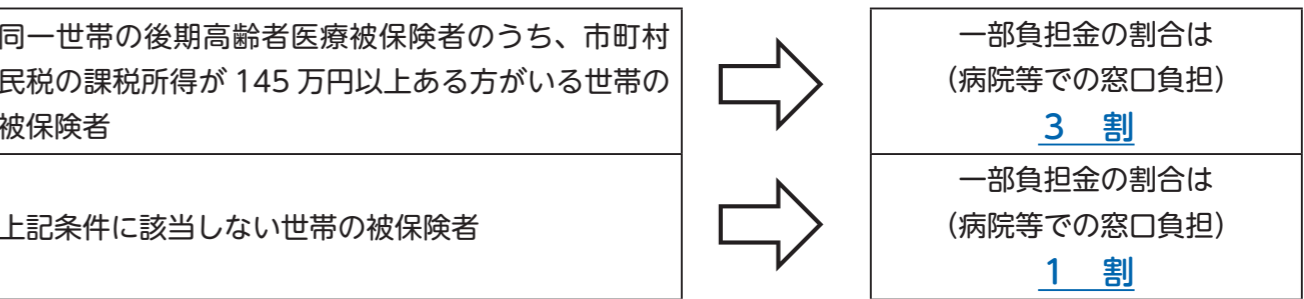 同一世帯の後期高齢者医療被保険者のうち、市町村
民税の課税所得が 145 万円以上ある方がいる世帯の
被保険者
一部負担金の割合は
(病院等での窓口負担)
3 割
上記条件に該当しない世帯の被保険者
一部負担金の割合は
(病院等での窓口負担)
1 割